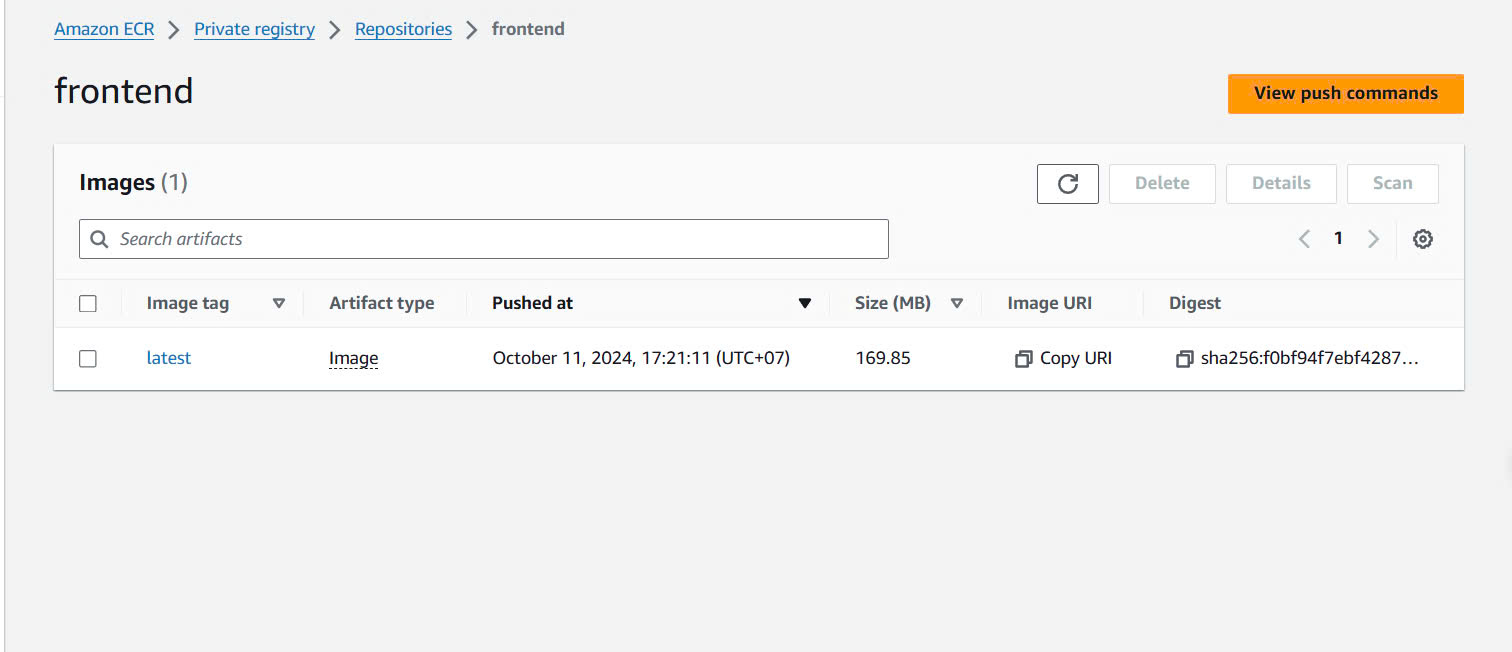 Amazon ECR > Private registry > Repositories > frontend
frontend
View push commands
Images (1)
Delete Details Scan
Search artifacts
1
Image tag Artifact type Pushed at Size (MB) Image URI Digest
latest Image October 11, 2024, 17:21:11 (UTC+07) 169.85 Copy URI sha256:f0bf94f7ebf4287...